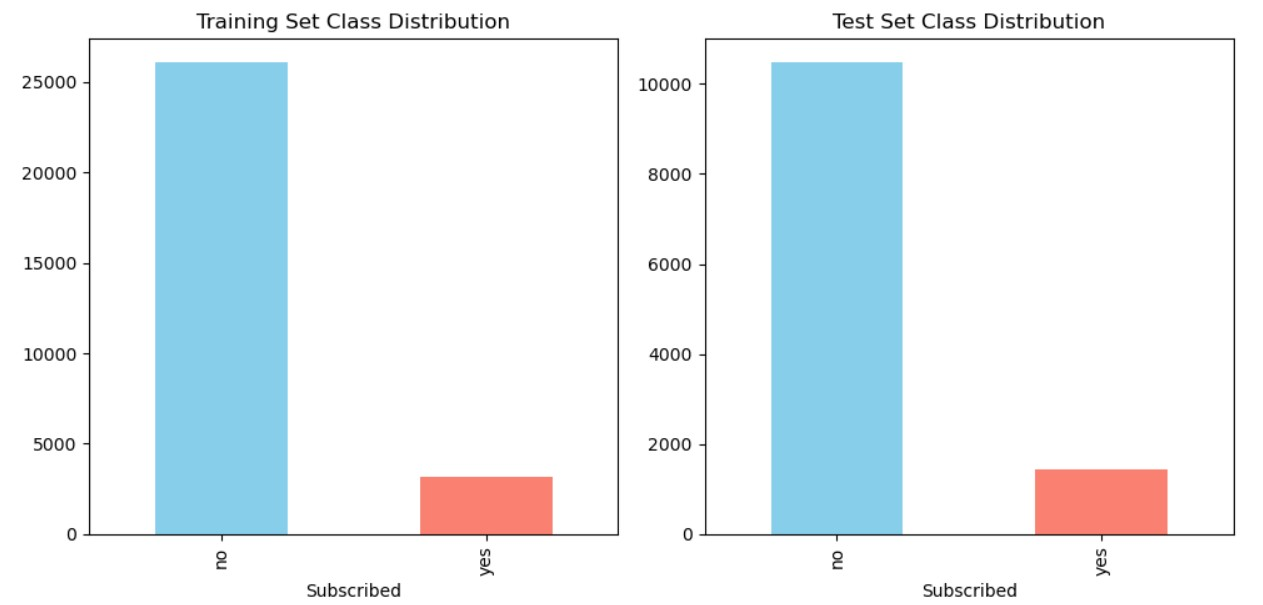 Training Set Class Distribution
25000
20000
15000
10000
5000
0
no
yes
Subscribed
Test Set Class Distribution
10000
8000
6000
4000
2000
0
no
yes
Subscribed